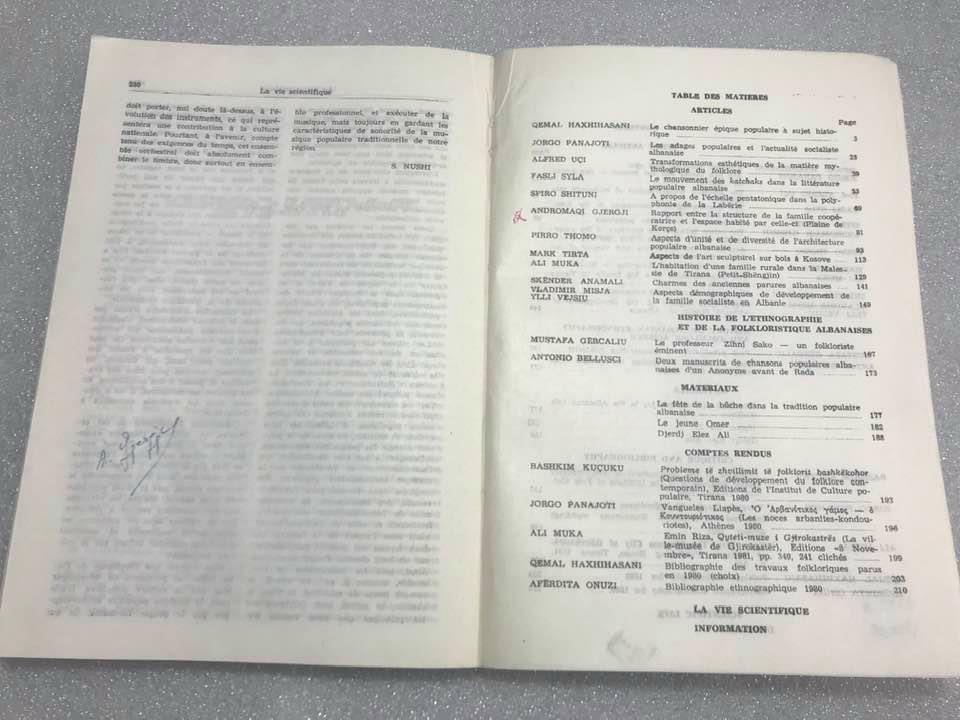 230
La vie scientifique
doit porter, nul doute là-dessus, à l'é-
volution des instruments, ce qui repré-
sentéra une contribution à la culture
nationale. Pourtant, à l'avenir, compte
tenu des exigences du temps, cet ensem-
ble orchestral doit absolument com-
biner le timbre, donc surtout en ensem-
ble professionnel, et exécuter de la
musique, mais toujours en gardant les
caractéristiques de sonorité de la mu-
sique populaire traditionnelle de notre
région.
S. NUSHI
TABLE DES MATIERES
ARTICLES
Page
QEMAL HAXHIHASANI Le chansonnier épique populaire à sujet histo-
rique 3
JORGO PANAJOTI Les adages populaires et l'actualité socialiste
albanaise 25
ALFRED UÇI Transformations esthétiques de la matière my-
thologique du folklore 39
FASLI SYLA Le mouvement des katchaks dans la littérature
populaire albanaise 53
SPIRO SHITUNI A propos de l'échelle pentatonique dans la poly-
phonie de la Labërie 69
ANDROMAQI GJERGJI Rapport entre la structure de la famille coopé-
ratrice et l'espace habité par celle-ci (Plaine de
Korçe) 81
PIRRO THOMO Aspects d'unité et de diversité de l'architecture
populaire albanaise 93
MARK TIRTA Aspects de l'art sculpturel sur bois à Kosove 113
ALI MUKA L'habitation d'une famille rurale dans la Males-
sie de Tirana (Petit-Shëngjin) 129
SKËNDER ANAMALI Charmes des anciennes parures albanaises 141
VLADIMIR MISJA Aspects démographiques de développement de
YLLI VEJSIU la famille socialiste en Albanie 149
HISTOIRE DE L'ETHNOGRAPHIE
ET DE LA FOLKLORISTIQUE ALBANAISES
MUSTAFA GERCALIU Le professeur Zihni Sako — un folkloriste
éminent 167
ANTONIO BELLUSCI Deux manuscrits de chansons populaires alba-
naises d'un Anonyme avant de Rada 173
MATERIAUX
La fête de la bûche dans la tradition populaire
albanaise 177
Le jeune Omer 182
Djerdj Elez Ali 188
COMPTES RENDUS
BASHKIM KUÇUKU Probleme të zhvillimit të folklorit bashkëkohor
(Questions de développement du folklore con-
temporain), Editions de l'Institut de Culture po-
pulaire, Tirana 1980 193
JORGO PANAJOTI Vangueles Liapès, Ὁ Ἀρβανίτικος γάμος — ὁ
Κουντουριώτικος (Les noces arbanites-kondou-
riotes), Athènes 1980 196
ALI MUKA Emin Riza, Qyteti-muze i Gjirokastrës (La vil-
le-musée de Gjirokastër), Editions «8 Nove-
mbre», Tirana 1981, pp. 349, 241 clichés 199
QEMAL HAXHIHASANI Bibliographie des travaux folkloriques parus
en 1980 (choix) 203
AFËRDITA ONUZI Bibliographie ethnographique 1980 210
LA VIE SCIENTIFIQUE
INFORMATION